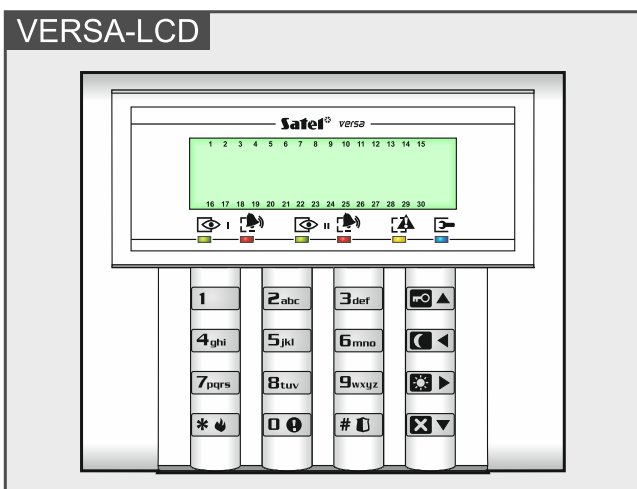 VERSA-LCD
Satel versa
1 2 3 4 5 6 7 8 9 10 11 12 13 14 15
16 17 18 19 20 21 22 23 24 25 26 27 28 29 30
I II
1 2abc 3def
4ghi 5jkl 6mno
7pqrs 8tuv 9wxyz
* 0 #